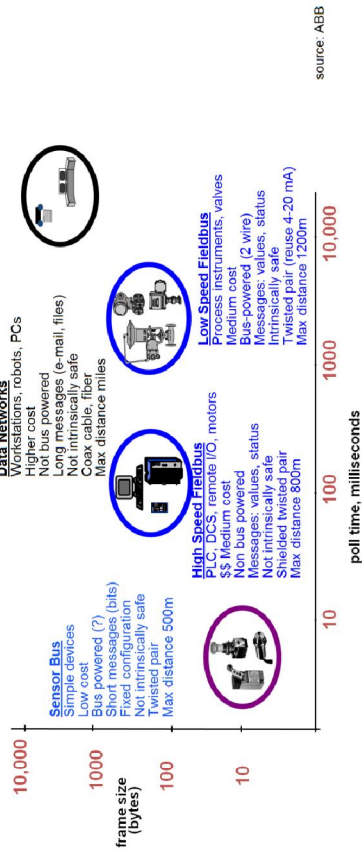 Data Networks
Workstations, robots, PCs
Higher cost
Not bus powered
Long messages (e-mail, files)
Not intrinsically safe
Coax cable, fiber
Max distance miles
Sensor Bus
Simple devices
Low cost
Bus powered (?)
Short messages (bits)
Fixed configuration
Not intrinsically safe
Twisted pair
Max distance 500m
High Speed Fieldbus
PLC, DCS, remote I/O, motors
$$ Medium cost
Non bus powered
Messages: values, status
Not intrinsically safe
Shielded twisted pair
Max distance 800m
Low Speed Fieldbus
Process instruments, valves
Medium cost
Bus-powered (2 wire)
Messages: values, status
Intrinsically safe
Twisted pair (reuse 4-20 mA)
Max distance 1200m
frame size
(bytes)
10,000
1000
100
10
10
100
1000
10,000
poll time, milliseconds
source: ABB